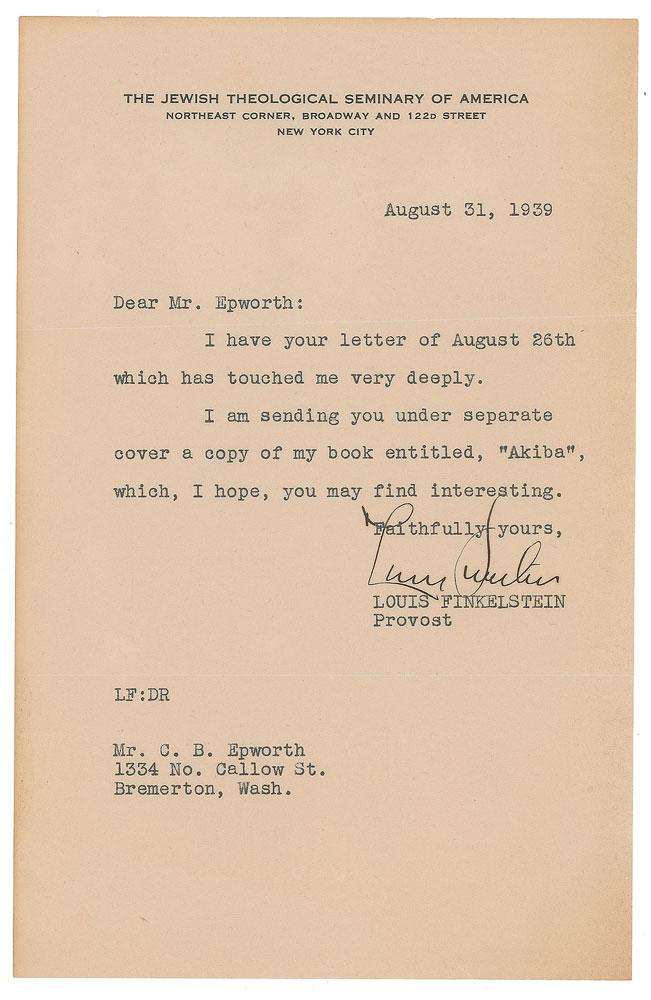 THE JEWISH THEOLOGICAL SEMINARY OF AMERICA
NORTHEAST CORNER, BROADWAY AND 122D STREET
NEW YORK CITY
August 31, 1939
Dear Mr. Epworth:
I have your letter of August 26th
which has touched me very deeply.
I am sending you under separate
cover a copy of my book entitled, "Akiba",
which, I hope, you may find interesting.
Faithfully yours,
LOUIS FINKELSTEIN
Provost
LF:DR
Mr. C. B. Epworth
1334 No. Callow St.
Bremerton, Wash.